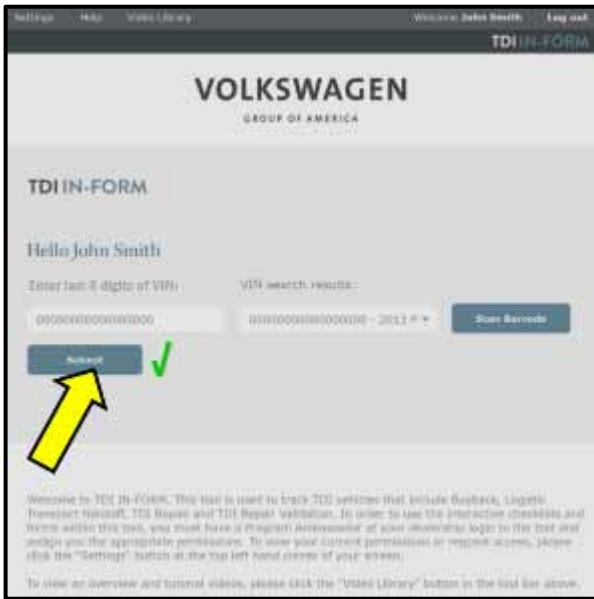 Settings Help Video Library Welcome John Smith Log out
TDI IN-FORM
VOLKSWAGEN
GROUP OF AMERICA
TDI IN-FORM
Hello John Smith
Enter last 8 digits of VIN: VIN search results:
00000000000000000 00000000000000000 - 2013 P Scan Barcode
Submit
Welcome to TDI IN-FORM. This tool is used to track TDI vehicles that include Buyback, Logistic
Transport Handoff, TDI Repair and TDI Repair Validation. In order to use the interactive checklists and
forms within this tool, you must have a Program Ambassador at your dealership login to the tool and
assign you the appropriate permissions. To view your current permissions or request access, please
click the "Settings" button at the top left hand corner of your screen.
To view an overview and tutorial videos, please click the "Video Library" button in the tool bar above.